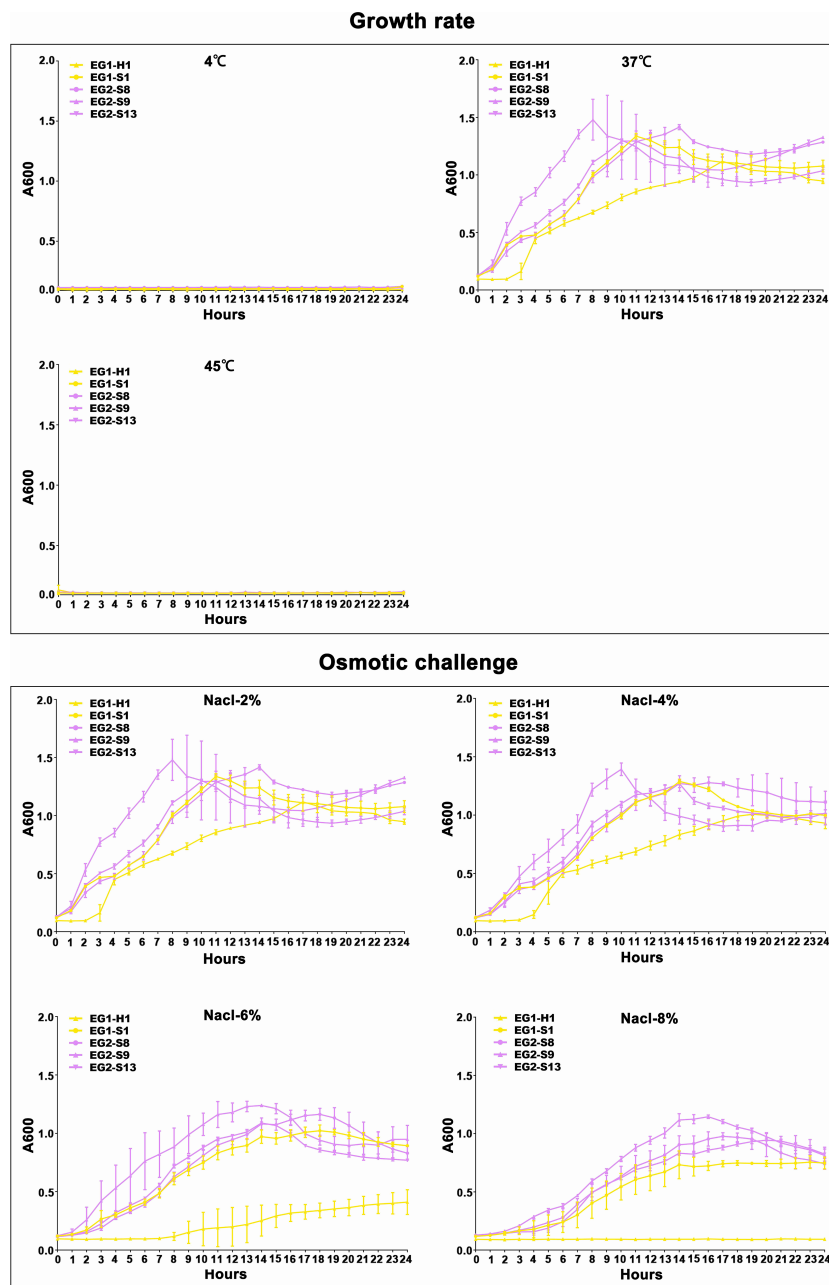 Growth rate
4℃
EG1-H1
EG1-S1
EG2-S8
EG2-S9
EG2-S13
2.0
1.5
1.0
0.5
0.0
A600
0 1 2 3 4 5 6 7 8 9 10 11 12 13 14 15 16 17 18 19 20 21 22 23 24
Hours
37℃
EG1-H1
EG1-S1
EG2-S8
EG2-S9
EG2-S13
2.0
1.5
1.0
0.5
0.0
A600
0 1 2 3 4 5 6 7 8 9 10 11 12 13 14 15 16 17 18 19 20 21 22 23 24
Hours
45℃
EG1-H1
EG1-S1
EG2-S8
EG2-S9
EG2-S13
2.0
1.5
1.0
0.5
0.0
A600
0 1 2 3 4 5 6 7 8 9 10 11 12 13 14 15 16 17 18 19 20 21 22 23 24
Hours
Osmotic challenge
Nacl-2%
EG1-H1
EG1-S1
EG2-S8
EG2-S9
EG2-S13
2.0
1.5
1.0
0.5
0.0
A600
0 1 2 3 4 5 6 7 8 9 10 11 12 13 14 15 16 17 18 19 20 21 22 23 24
Hours
Nacl-4%
EG1-H1
EG1-S1
EG2-S8
EG2-S9
EG2-S13
2.0
1.5
1.0
0.5
0.0
A600
0 1 2 3 4 5 6 7 8 9 10 11 12 13 14 15 16 17 18 19 20 21 22 23 24
Hours
Nacl-6%
EG1-H1
EG1-S1
EG2-S8
EG2-S9
EG2-S13
2.0
1.5
1.0
0.5
0.0
A600
0 1 2 3 4 5 6 7 8 9 10 11 12 13 14 15 16 17 18 19 20 21 22 23 24
Hours
Nacl-8%
EG1-H1
EG1-S1
EG2-S8
EG2-S9
EG2-S13
2.0
1.5
1.0
0.5
0.0
A600
0 1 2 3 4 5 6 7 8 9 10 11 12 13 14 15 16 17 18 19 20 21 22 23 24
Hours